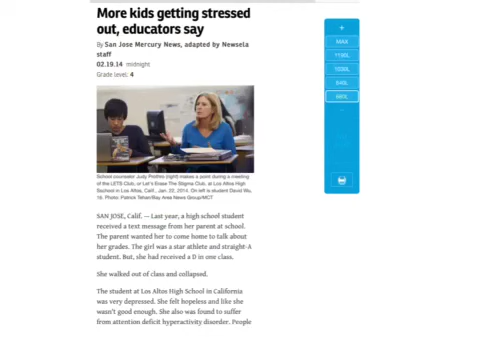 More kids getting stressed
out, educators say
By San Jose Mercury News, adapted by Newsela
staff
02.19.14 midnight
Grade level: 4
School counselor Judy Prothro (right) makes a point during a meeting
of the LETS Club, or Let's Erase The Stigma Club, at Los Altos High
School in Los Altos, Calif., Jan. 22, 2014. On left is student David Wu,
16. Photo: Patrick Tehan/Bay Area News Group/MCT
SAN JOSE, Calif. — Last year, a high school student
received a text message from her parent at school.
The parent wanted her to come home to talk about
her grades. The girl was a star athlete and straight-A
student. But, she had received a D in one class.
She walked out of class and collapsed.
The student at Los Altos High School in California
was very depressed. She felt hopeless and like she
wasn't good enough. She also was found to suffer
from attention deficit hyperactivity disorder. People
+
MAX
-